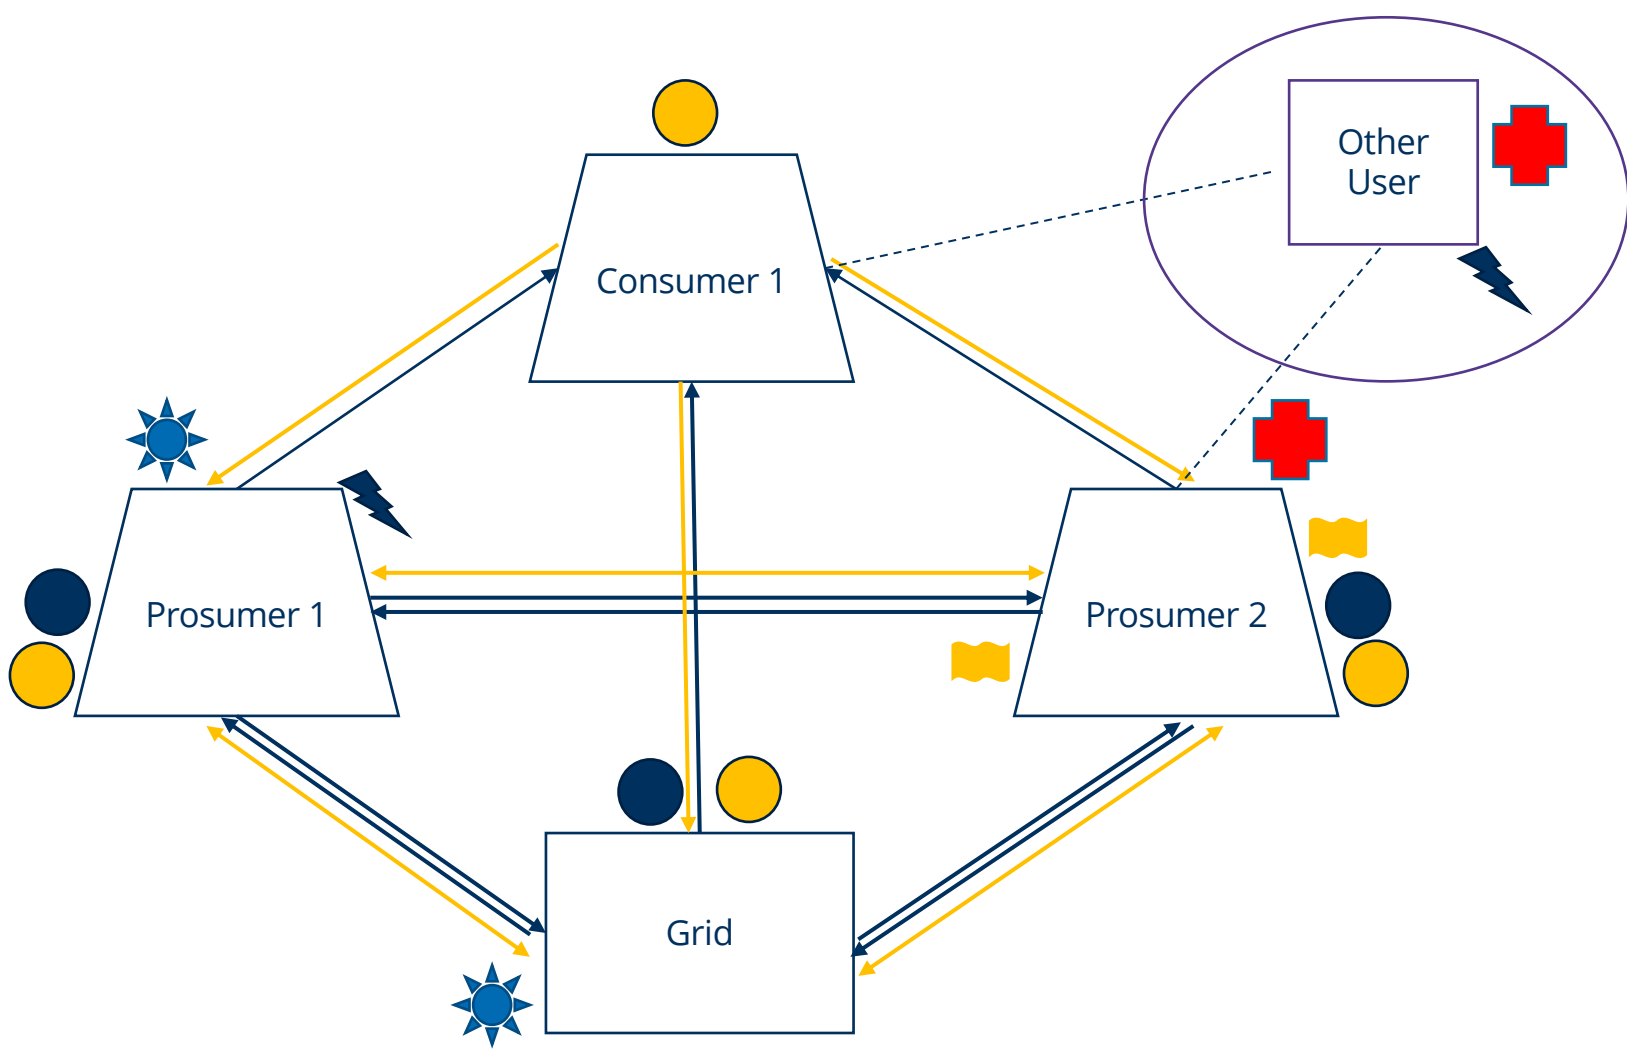 Other
User
Consumer 1
Prosumer 1
Prosumer 2
Grid